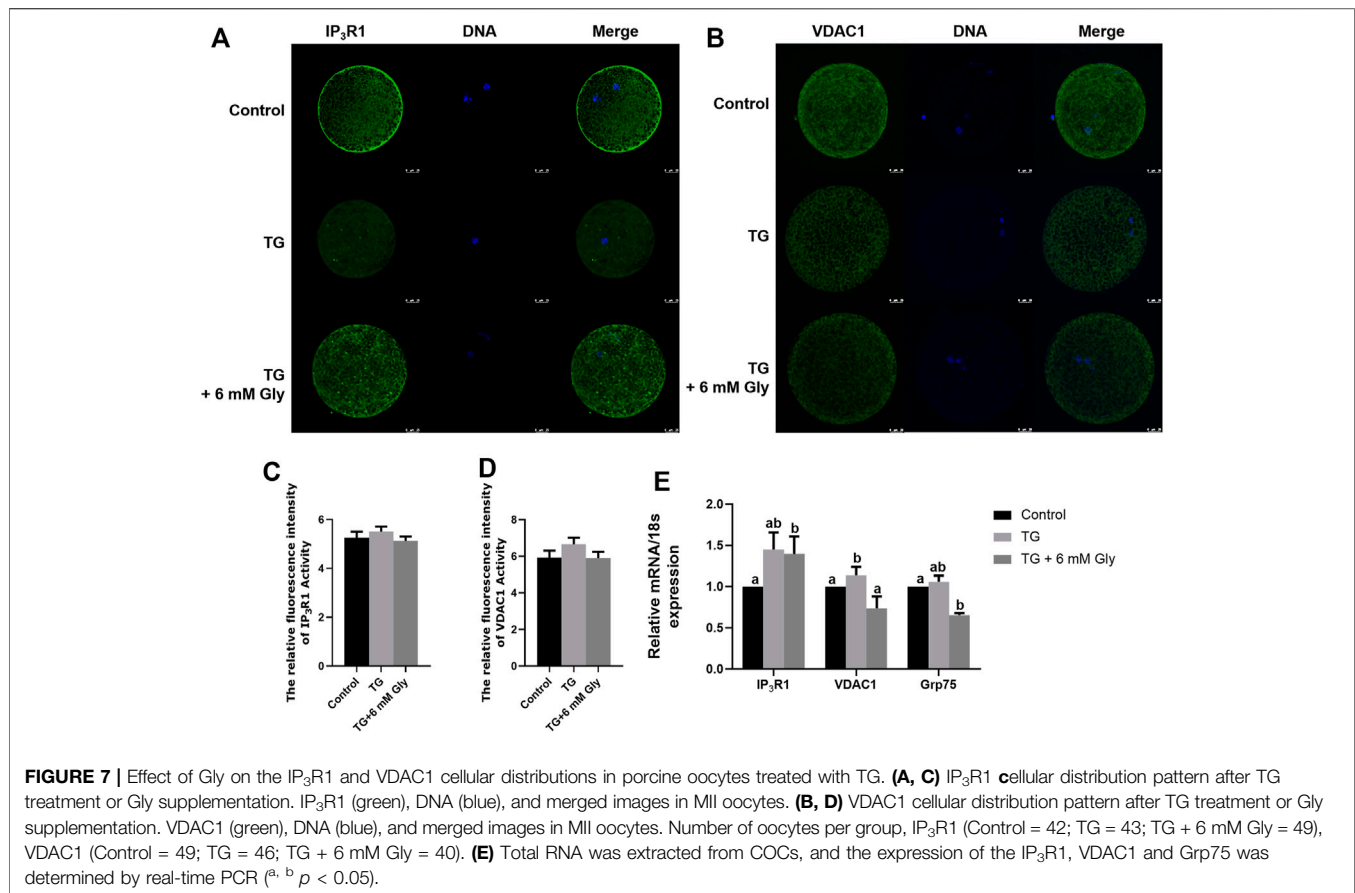 A
IP₃R1 DNA Merge
Control
TG
TG
+ 6 mM Gly
B
VDAC1 DNA Merge
Control
TG
TG
+ 6 mM Gly
C
The relative fluorescence intensity
of IP₃R1 Activity
6
4
2
0
Control TG TG+6 mM Gly
D
The relative fluorescence intensity
of VDAC1 Activity
8
6
4
2
0
Control TG TG+6 mM Gly
E
Relative mRNA/18s
expression
2.0
1.5
1.0
0.5
0.0
a ab b a b a a ab b
IP₃R1 VDAC1 Grp75
Control
TG
TG + 6 mM Gly
FIGURE 7 | Effect of Gly on the IP₃R1 and VDAC1 cellular distributions in porcine oocytes treated with TG. (A, C) IP₃R1 cellular distribution pattern after TG
treatment or Gly supplementation. IP₃R1 (green), DNA (blue), and merged images in MII oocytes. (B, D) VDAC1 cellular distribution pattern after TG treatment or Gly
supplementation. VDAC1 (green), DNA (blue), and merged images in MII oocytes. Number of oocytes per group, IP₃R1 (Control = 42; TG = 43; TG + 6 mM Gly = 49),
VDAC1 (Control = 49; TG = 46; TG + 6 mM Gly = 40). (E) Total RNA was extracted from COCs, and the expression of the IP₃R1, VDAC1 and Grp75 was
determined by real-time PCR (ᵃ, ᵇ p < 0.05).